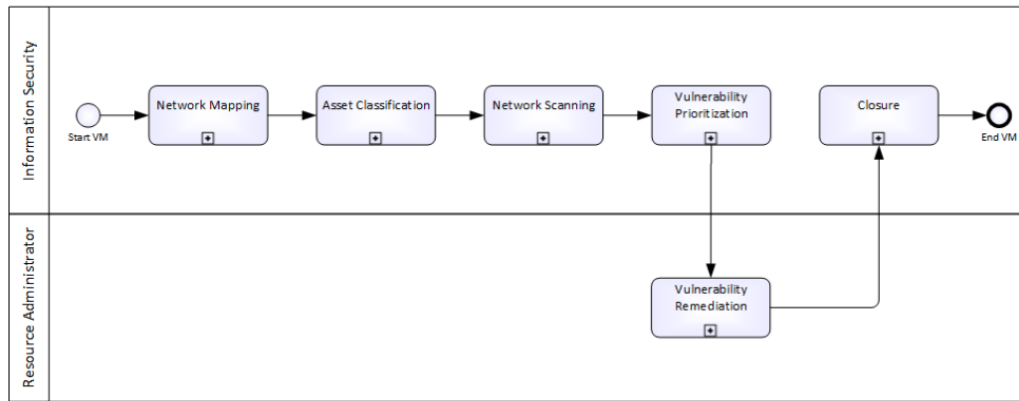 Information Security
Start VM
Network Mapping
Asset Classification
Network Scanning
Vulnerability
Prioritization
Closure
End VM
Resource Administrator
Vulnerability
Remediation